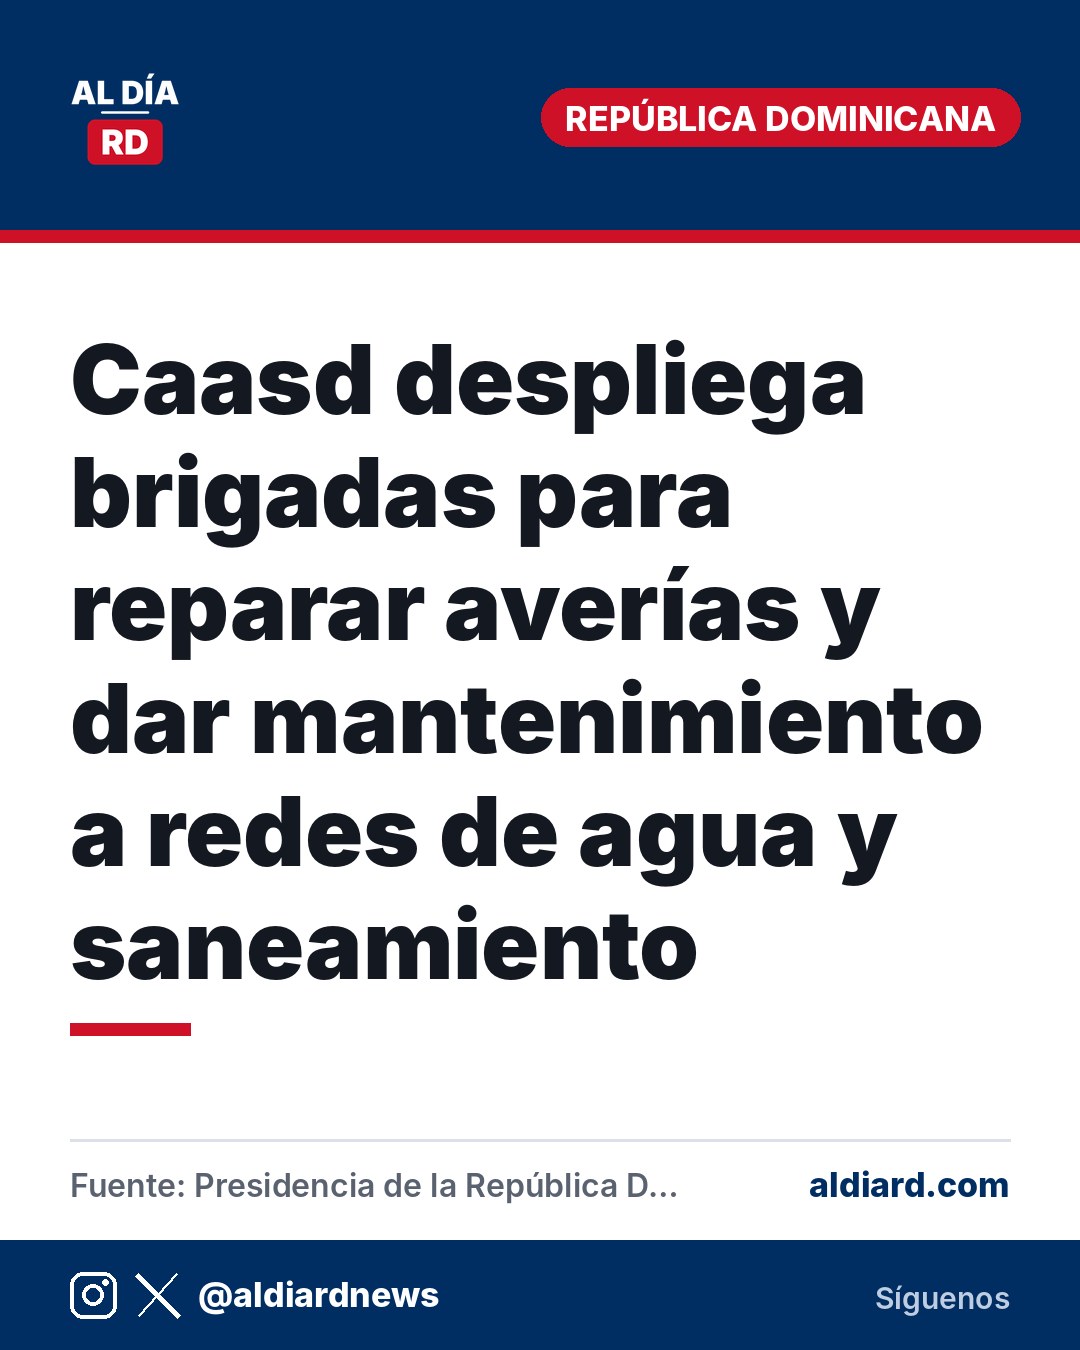 AL DÍA
RD
REPÚBLICA DOMINICANA
Caasd despliega
brigadas para
reparar averías y
dar mantenimiento
a redes de agua y
saneamiento
Fuente: Presidencia de la República D...
aldiard.com
@aldiardnews
Síguenos